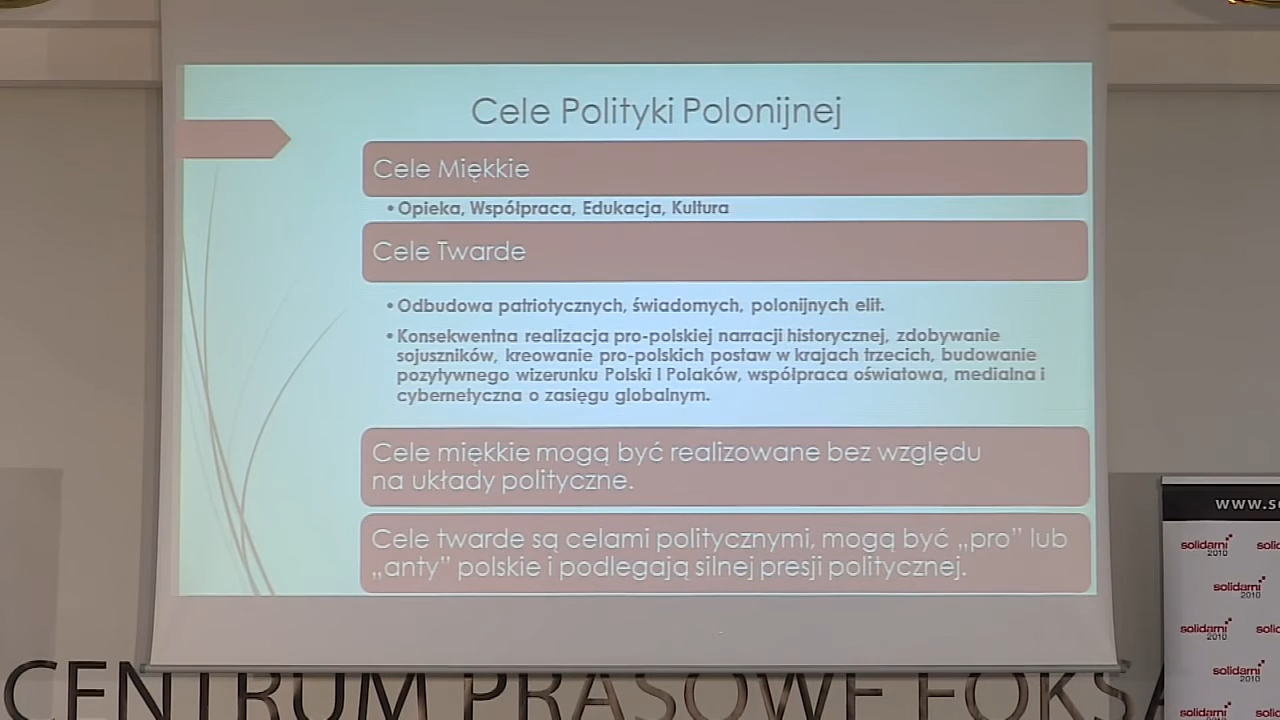 Cele Polityki Polonijnej
Cele Miękkie
• Opieka, Współpraca, Edukacja, Kultura
Cele Twarde
• Odbudowa patriotycznych, świadomych, polonijnych elit.
• Konsekwentna realizacja pro-polskiej narracji historycznej, zdobywanie
sojuszników, kreowanie pro-polskich postaw w krajach trzecich, budowanie
pozytywnego wizerunku Polski I Polaków, współpraca oświatowa, medialna i
cybernetyczna o zasięgu globalnym.
Cele miękkie mogą być realizowane bez względu
na układy polityczne.
Cele twarde są celami politycznymi, mogą być „pro” lub
„anty” polskie i podlegają silnej presji politycznej.
www.s
solidarni
2010
solidarni
2010
solidarni
2010
solidarni
2010
solidarni
CENTRUM PRASOWE FOKSA